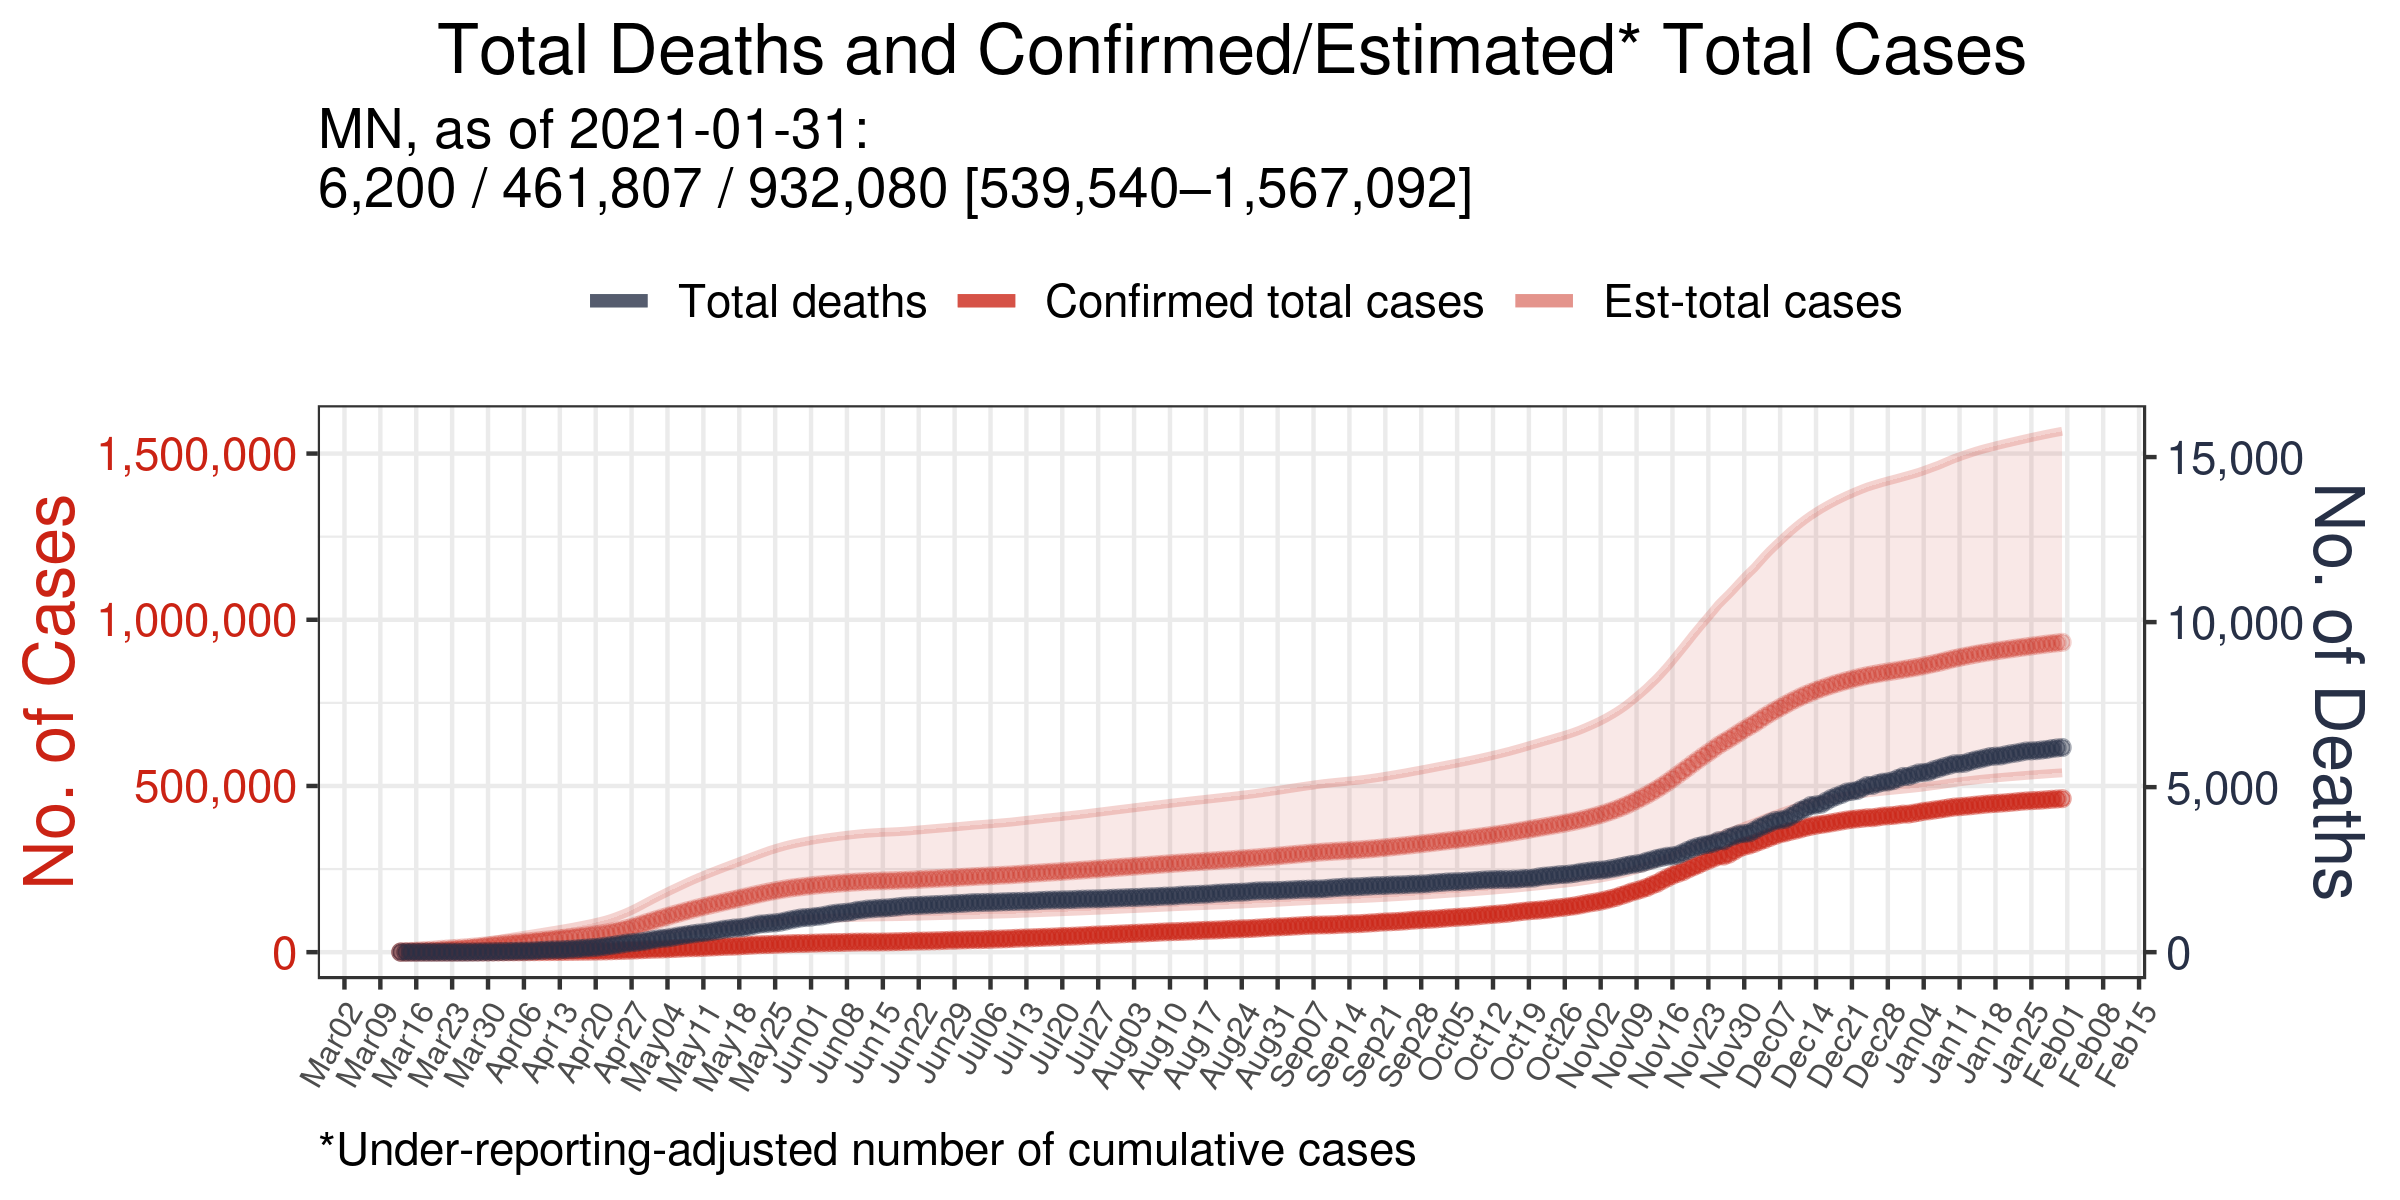 Total Deaths and Confirmed/Estimated* Total Cases
MN, as of 2021-01-31:
6,200 / 461,807 / 932,080 [539,540–1,567,092]
Total deaths
Confirmed total cases
Est-total cases
No. of Cases
1,500,000
1,000,000
500,000
0
15,000
10,000
5,000
0
No. of Deaths
Mar02
Mar09
Mar16
Mar23
Mar30
Apr06
Apr13
Apr20
Apr27
May04
May11
May18
May25
Jun01
Jun08
Jun15
Jun22
Jun29
Jul06
Jul13
Jul20
Jul27
Aug03
Aug10
Aug17
Aug24
Aug31
Sep07
Sep14
Sep21
Sep28
Oct05
Oct12
Oct19
Oct26
Nov02
Nov09
Nov16
Nov23
Nov30
Dec07
Dec14
Dec21
Dec28
Jan04
Jan11
Jan18
Jan25
Feb01
Feb08
Feb15
*Under-reporting-adjusted number of cumulative cases